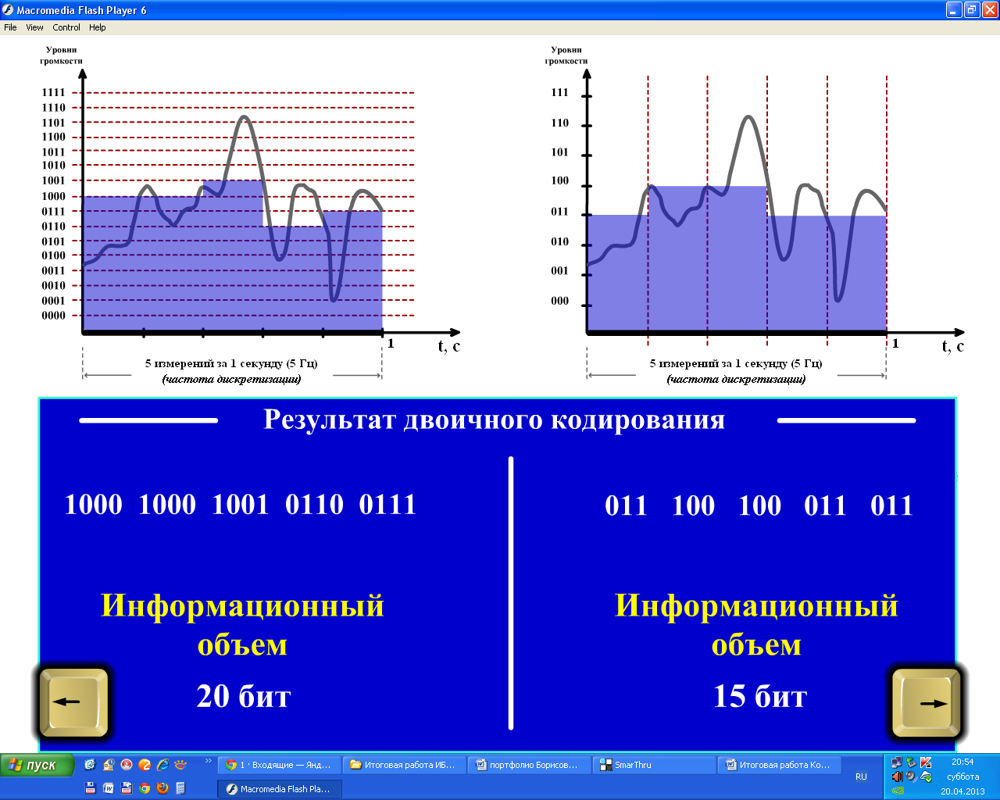 Macromedia Flash Player 6
File View Control Help
Уровни
громкости
1111
1110
1101
1100
1011
1010
1001
1000
0111
0110
0101
0100
0011
0010
0001
0000
1
t, c
5 измерений за 1 секунду (5 Гц)
(частота дискретизации)
Уровни
громкости
111
110
101
100
011
010
001
000
1
t, c
5 измерений за 1 секунду (5 Гц)
(частота дискретизации)
Результат двоичного кодирования
1000 1000 1001 0110 0111
011 100 100 011 011
Информационный
объем
20 бит
Информационный
объем
15 бит
пуск
1 · Входящие — Янд...
Итоговая работа ИБ...
портфолио Борисов...
SmarThru
Итоговая работа Ко...
Macromedia Flash Pla...
RU
20:54
суббота
20.04.2013